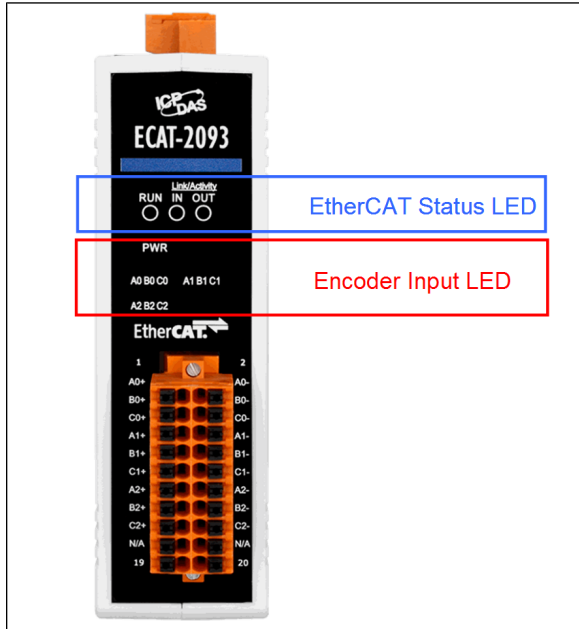 ICP DAS
ECAT-2093
Link/Activity
RUN IN OUT
EtherCAT Status LED
PWR
A0 B0 C0 A1 B1 C1
Encoder Input LED
A2 B2 C2
EtherCAT.
1 2
A0+ A0-
B0+ B0-
C0+ C0-
A1+ A1-
B1+ B1-
C1+ C1-
A2+ A2-
B2+ B2-
C2+ C2-
N/A N/A
19 20